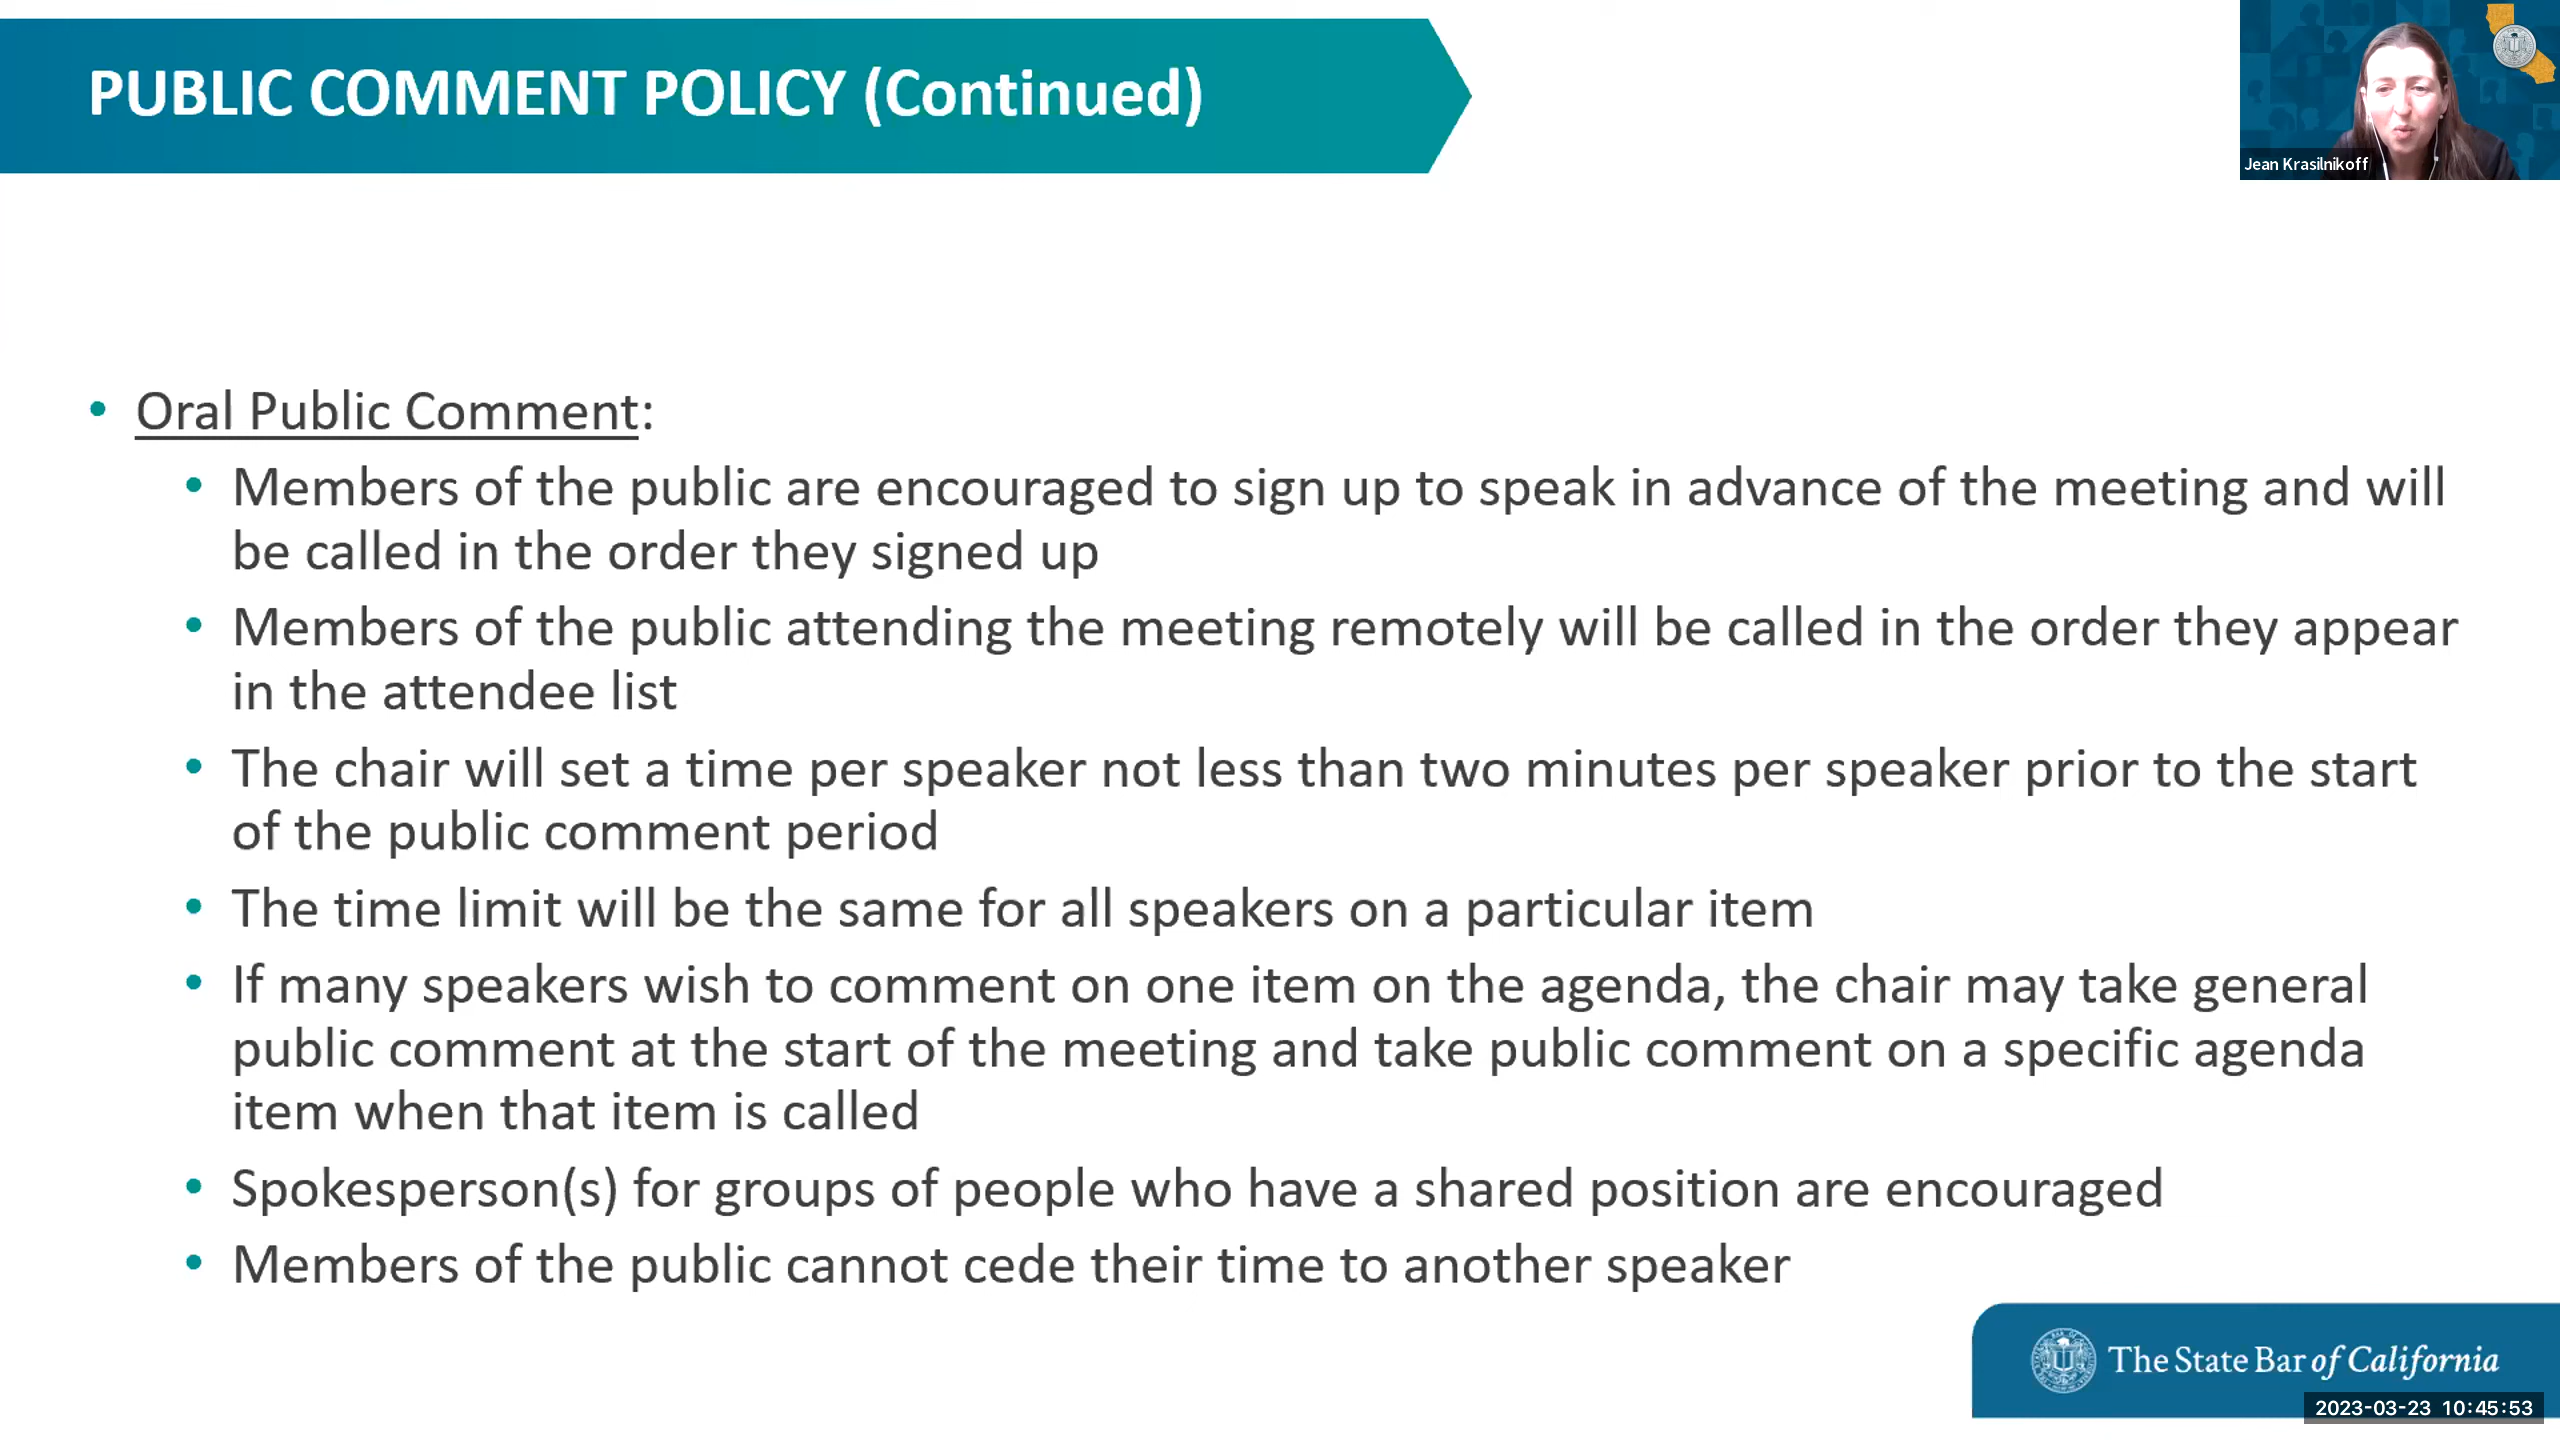 PUBLIC COMMENT POLICY (Continued)
Jean Krasilnikoff
• Oral Public Comment:
• Members of the public are encouraged to sign up to speak in advance of the meeting and will
be called in the order they signed up
• Members of the public attending the meeting remotely will be called in the order they appear
in the attendee list
• The chair will set a time per speaker not less than two minutes per speaker prior to the start
of the public comment period
• The time limit will be the same for all speakers on a particular item
• If many speakers wish to comment on one item on the agenda, the chair may take general
public comment at the start of the meeting and take public comment on a specific agenda
item when that item is called
• Spokesperson(s) for groups of people who have a shared position are encouraged
• Members of the public cannot cede their time to another speaker
The State Bar of California
2023-03-23 10:45:53